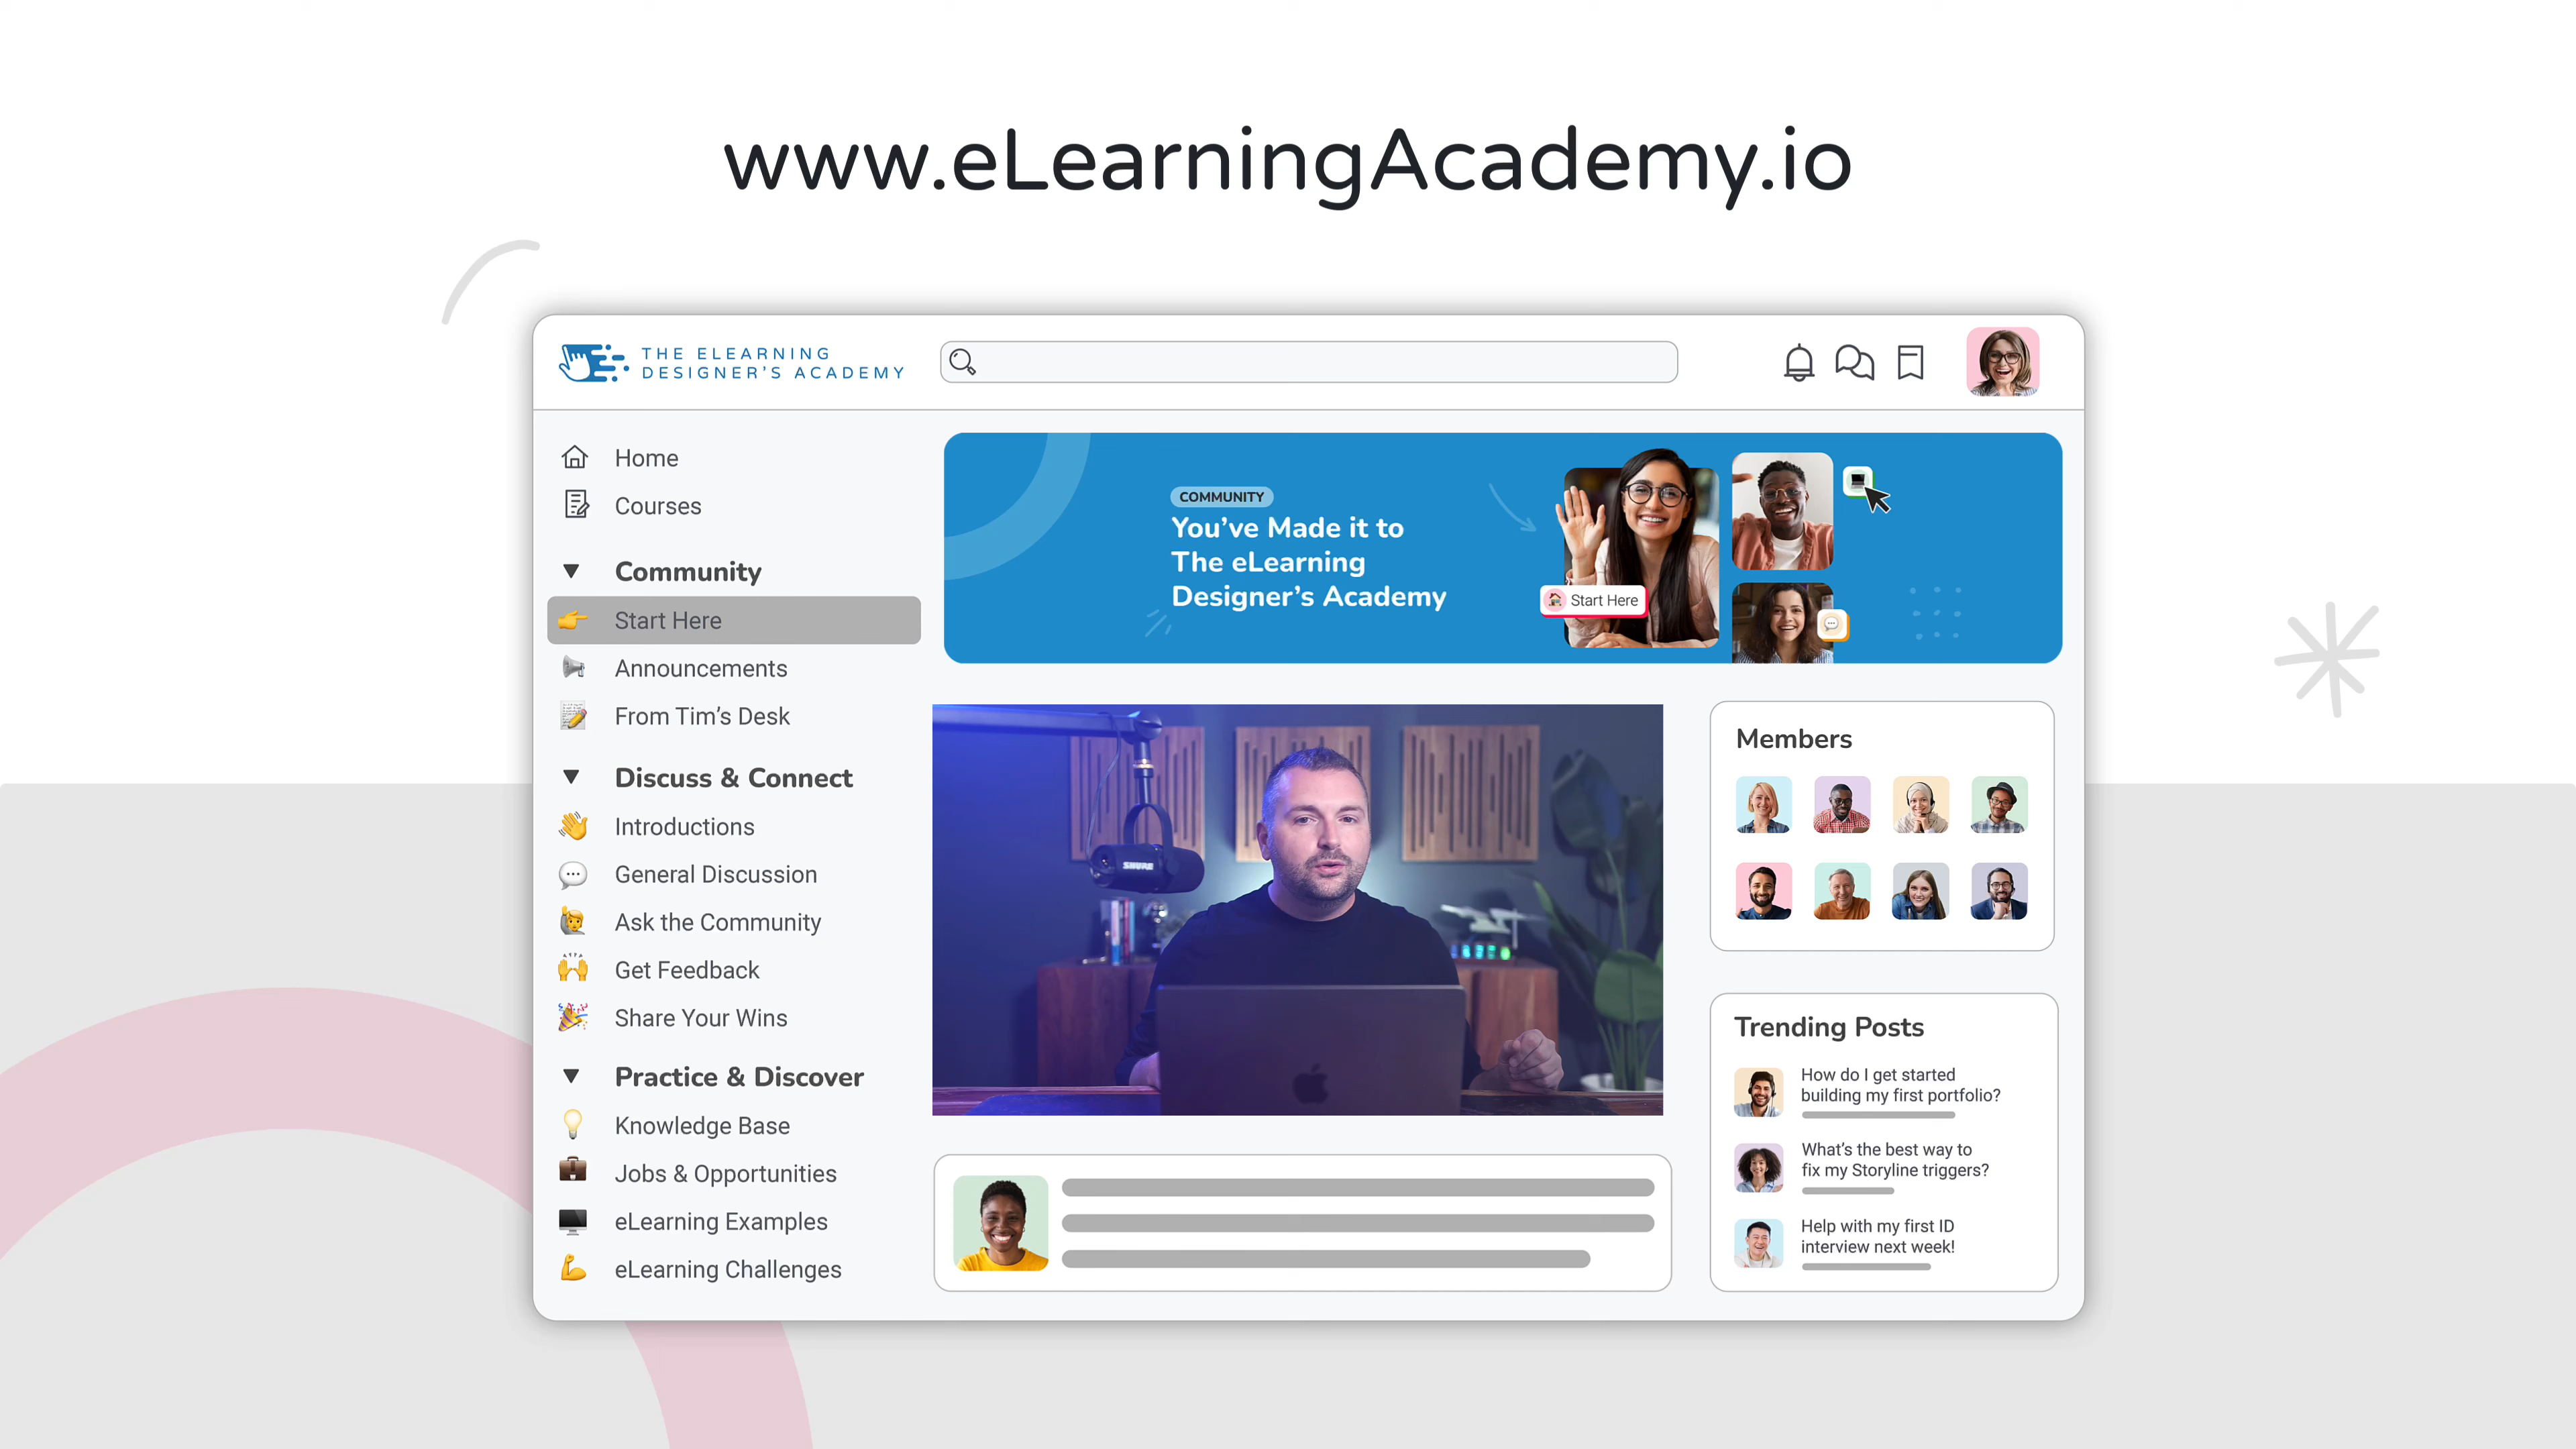 www.eLearningAcademy.io
THE ELEARNING
DESIGNER'S ACADEMY
Home
Courses
Community
Start Here
Announcements
From Tim's Desk
Discuss & Connect
Introductions
General Discussion
Ask the Community
Get Feedback
Share Your Wins
Practice & Discover
Knowledge Base
Jobs & Opportunities
eLearning Examples
eLearning Challenges
COMMUNITY
You've Made it to
The eLearning
Designer's Academy
Start Here
SHURE
Members
Trending Posts
How do I get started
building my first portfolio?
What's the best way to
fix my Storyline triggers?
Help with my first ID
interview next week!